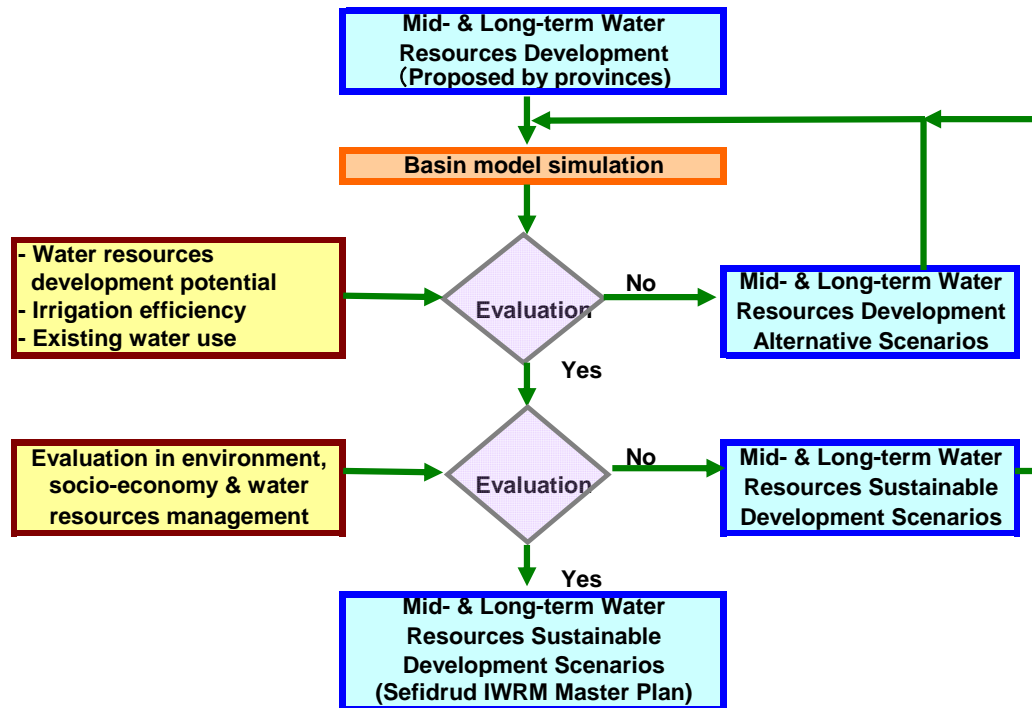 Mid- & Long-term Water
Resources Development
（Proposed by provinces)
Basin model simulation
- Water resources
development potential
- Irrigation efficiency
- Existing water use
Evaluation
No
Mid- & Long-term Water
Resources Development
Alternative Scenarios
Yes
Evaluation in environment,
socio-economy & water
resources management
Evaluation
No
Mid- & Long-term Water
Resources Sustainable
Development Scenarios
Yes
Mid- & Long-term Water
Resources Sustainable
Development Scenarios
(Sefidrud IWRM Master Plan)